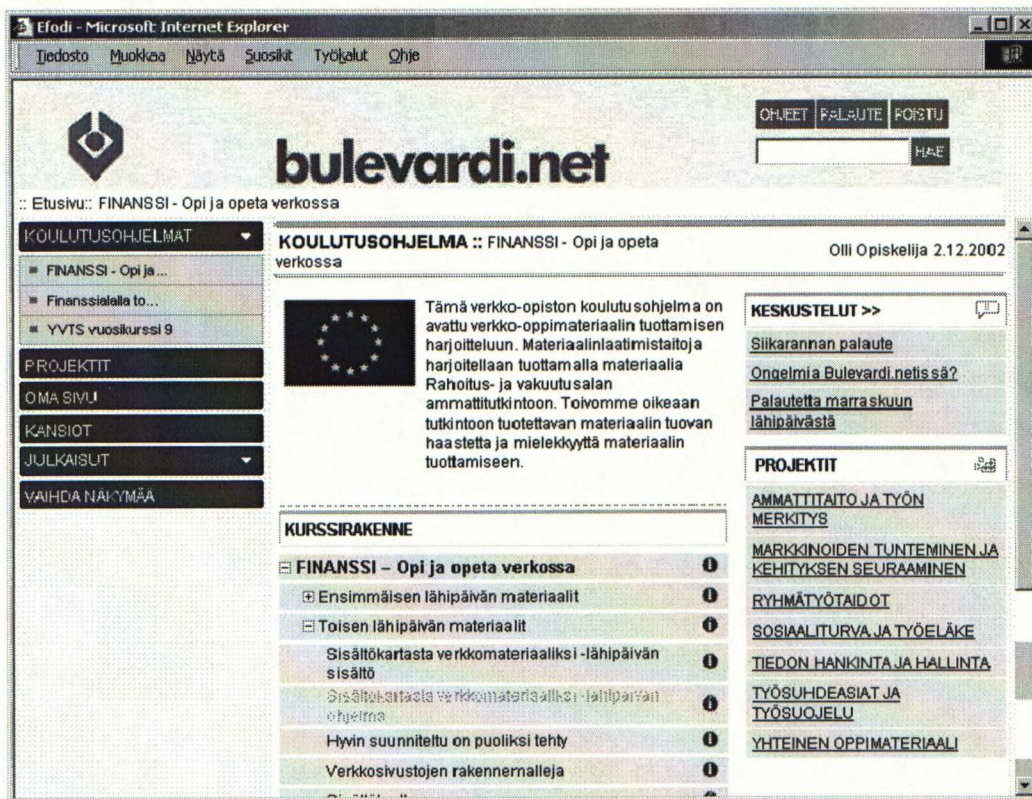 Efodi - Microsoft Internet Explorer
Tiedosto Muokkaa Näytä Suosikit Työkalut Ohje
OHJEET PALAUTE POISTU
HAE
bulevardi.net
:: Etusivu:: FINANSSI - Opi ja opeta verkossa
KOULUTUSOHJELMAT
FINANSSI - Opi ja...
Finanssialalla to...
YVTS vuosikurssi 9
PROJEKTIT
OMA SIVU
KANSIOT
JULKAISUT
VAIHDA NÄKYMÄÄ
KOULUTUSOHJELMA :: FINANSSI - Opi ja opeta
verkossa
Olli Opiskelija 2.12.2002
Tämä verkko-opiston koulutusohjelma on
avattu verkko-oppimateriaalin tuottamisen
harjoitteluun. Materiaalinlaatimistaitoja
harjoitellaan tuottamalla materiaalia
Rahoitus- ja vakuutusalan
ammattitutkintoon. Toivomme oikeaan
tutkintoon tuotettavan materiaalin tuovan
haastetta ja mielekkyyttä materiaalin
tuottamiseen.
KURSSIRAKENNE
FINANSSI – Opi ja opeta verkossa
Ensimmäisen lähipäivän materiaalit
Toisen lähipäivän materiaalit
Sisältökartasta verkkomateriaaliksi -lähipäivän
sisältö
Sisältökartasta verkkomateriaaliksi -lähipäivän
ohjelma
Hyvin suunniteltu on puoliksi tehty
Verkkosivustojen rakennemalleja
KESKUSTELUT >>
Siikarannan palaute
Ongelmia Bulevardi.netissä?
Palautetta marraskuun
lähipäivästä
PROJEKTIT
AMMATTITAITO JA TYÖN
MERKITYS
MARKKINOIDEN TUNTEMINEN JA
KEHITYKSEN SEURAAMINEN
RYHMÄTYÖTAIDOT
SOSIAALITURVA JA TYÖELÄKE
TIEDON HANKINTA JA HALLINTA
TYÖSUHDEASIAT JA
TYÖSUOJELU
YHTEINEN OPPIMATERIAALI